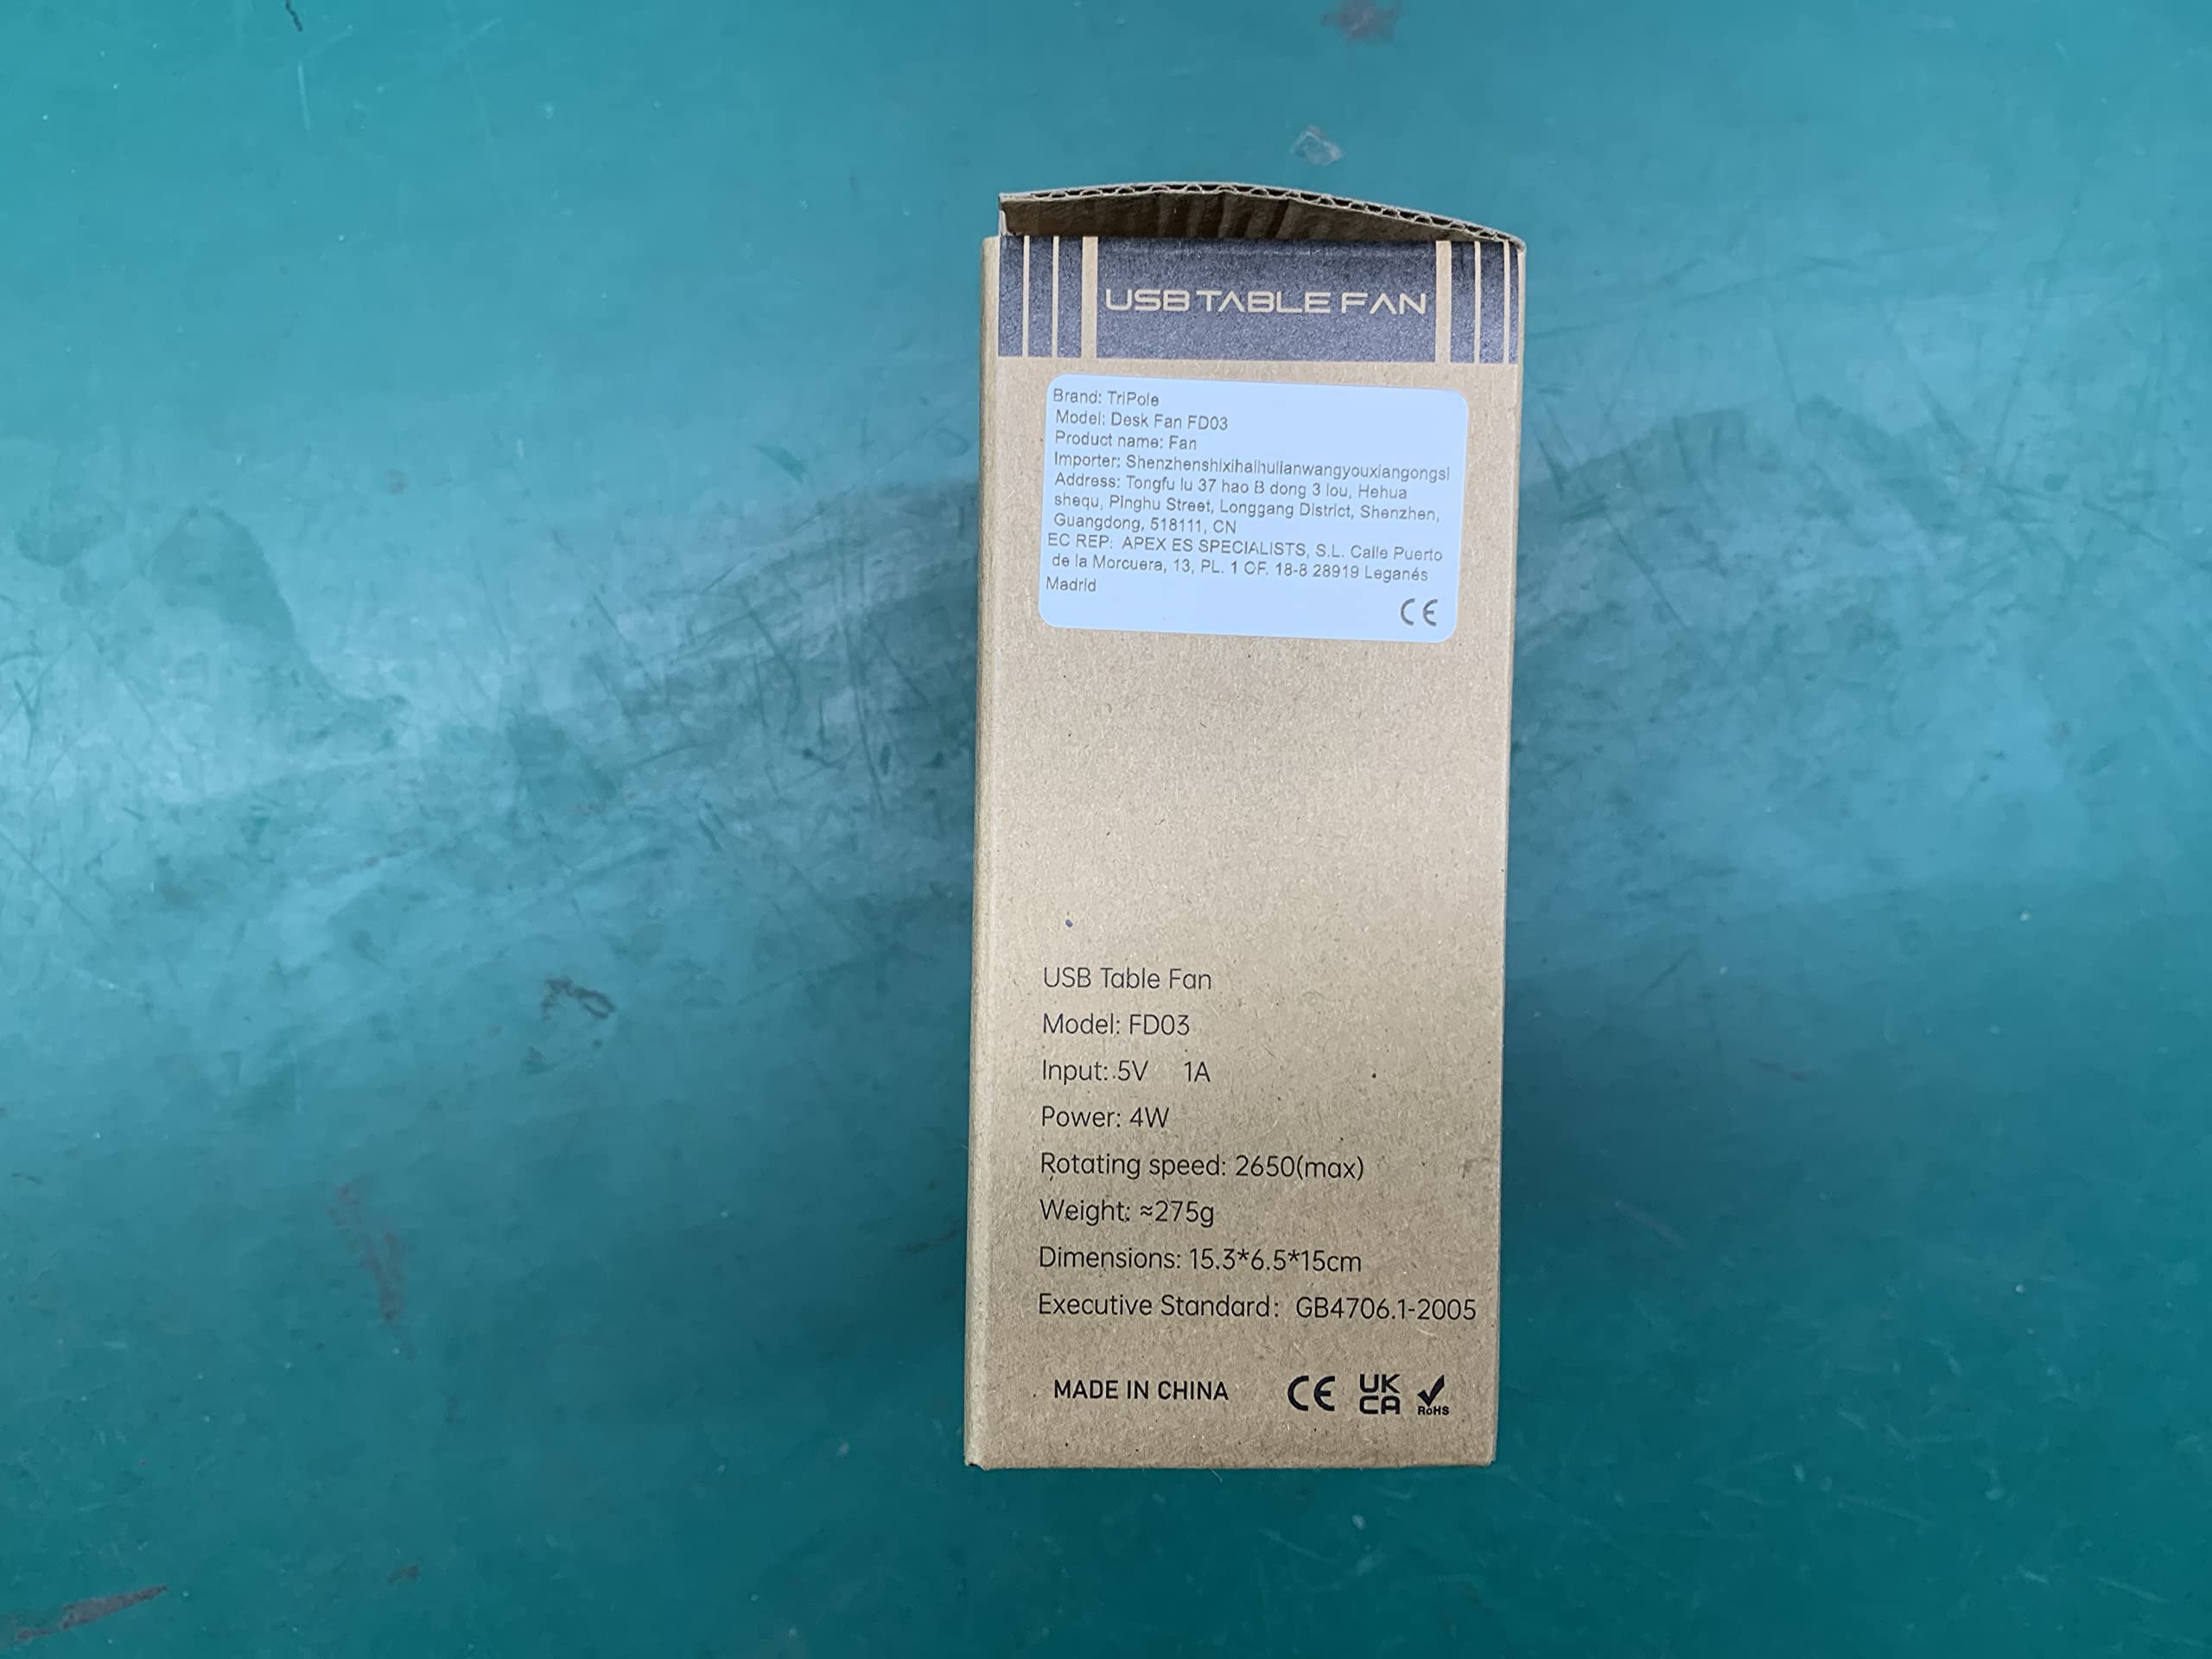 USB TABLE FAN
Brand: TriPole
Model: Desk Fan FD03
Product name: Fan
Importer: Shenzhenshixihaihulianwangyouxiangongsi
Address: Tongfu lu 37 hao B dong 3 lou, Hehua
shequ, Pinghu Street, Longgang District, Shenzhen,
Guangdong, 518111, CN
EC REP: APEX ES SPECIALISTS, S.L. Calle Puerto
de la Morcuera, 13, PL. 1 OF. 18-8 28919 Leganés
Madrid
CE
USB Table Fan
Model: FD03
Input: 5V 1A
Power: 4W
Rotating speed: 2650(max)
Weight: ≈275g
Dimensions: 15.3*6.5*15cm
Executive Standard: GB4706.1-2005
MADE IN CHINA CE UK CA RoHS